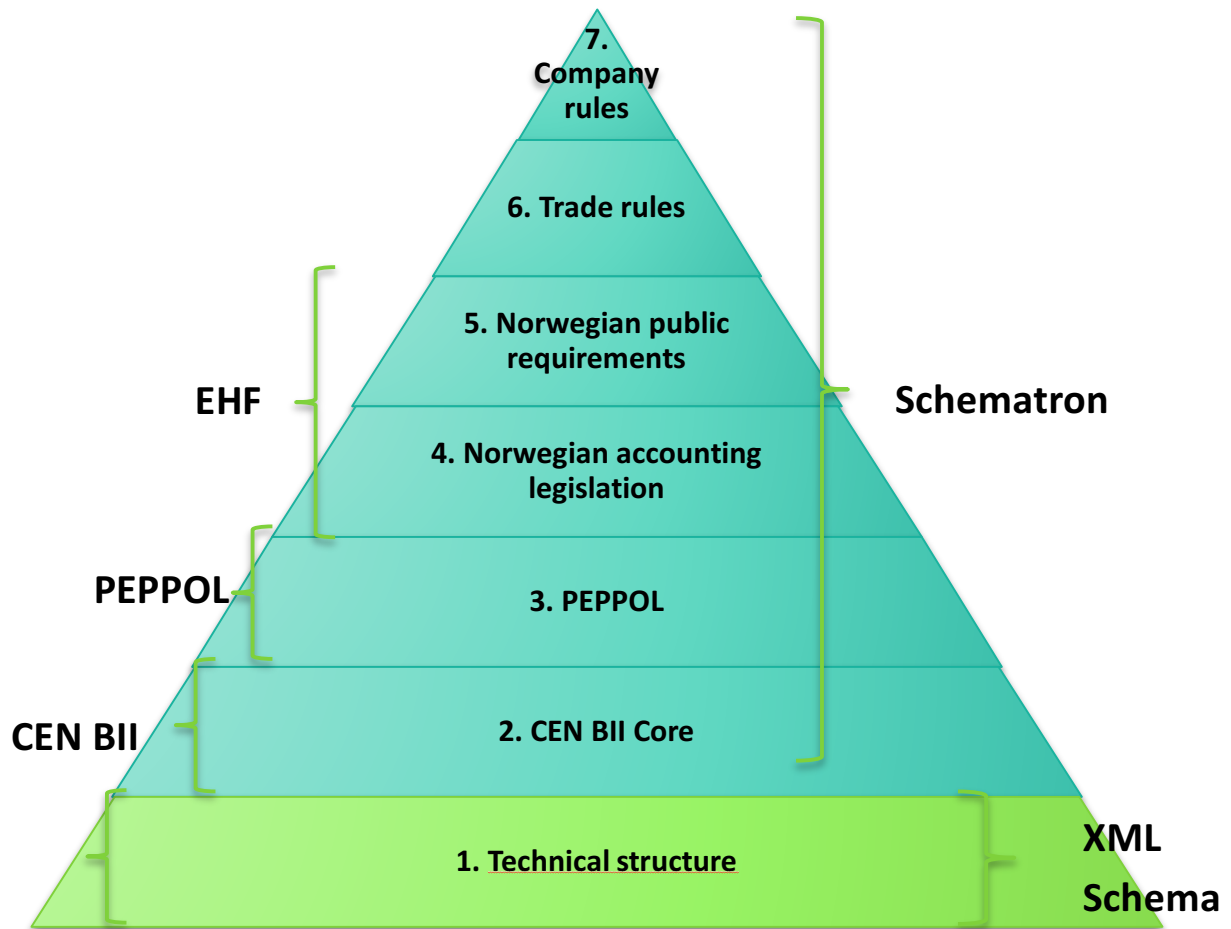 7.
Company
rules
6. Trade rules
5. Norwegian public
requirements
EHF
Schematron
4. Norwegian accounting
legislation
PEPPOL
3. PEPPOL
CEN BII
2. CEN BII Core
XML
Schema
1. Technical structure